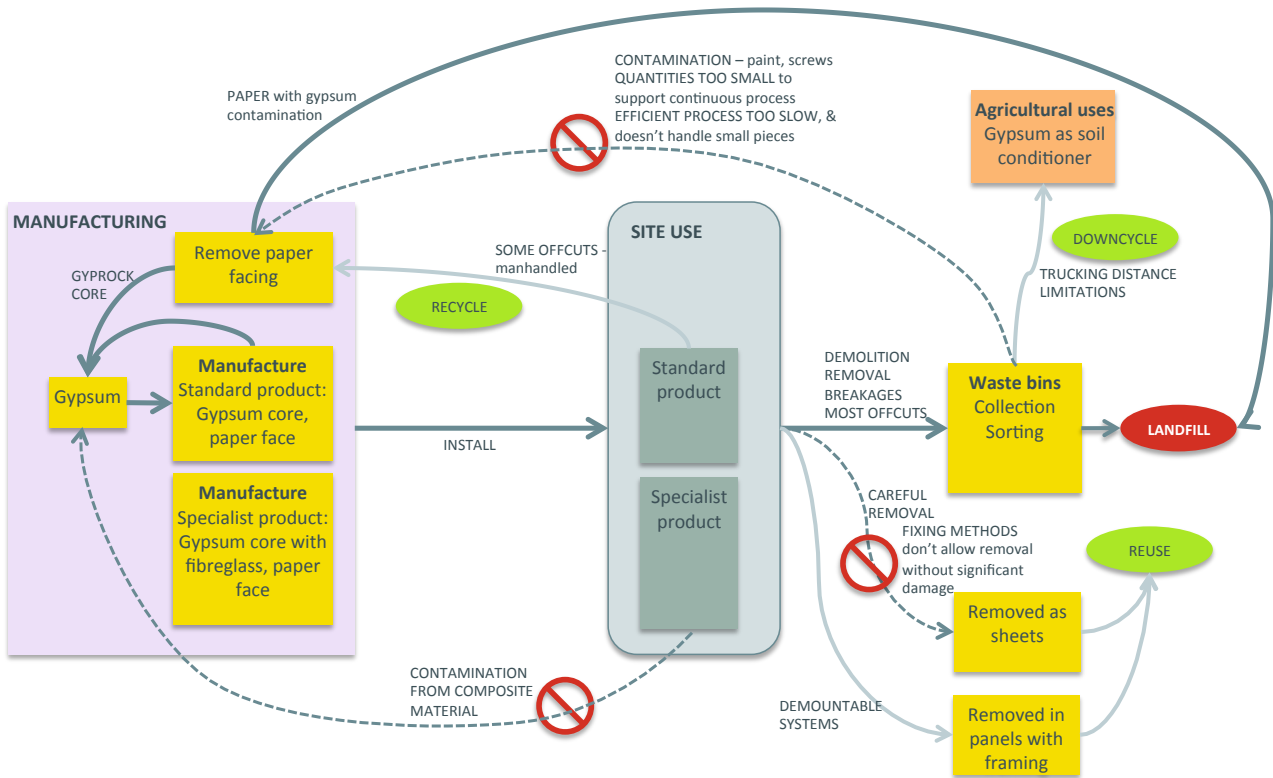 CONTAMINATION – paint, screws
QUANTITIES TOO SMALL to
support continuous process
EFFICIENT PROCESS TOO SLOW, &
doesn't handle small pieces
PAPER with gypsum
contamination
Agricultural uses
Gypsum as soil
conditioner
MANUFACTURING
Remove paper
facing
GYPROCK
CORE
SITE USE
SOME OFFCUTS -
manhandled
RECYCLE
DOWNCYCLE
TRUCKING DISTANCE
LIMITATIONS
Gypsum
Manufacture
Standard product:
Gypsum core,
paper face
Manufacture
Specialist product:
Gypsum core with
fibreglass, paper
face
INSTALL
Standard
product
Specialist
product
DEMOLITION
REMOVAL
BREAKAGES
MOST OFFCUTS
Waste bins
Collection
Sorting
LANDFILL
CAREFUL
REMOVAL
FIXING METHODS
don't allow removal
without significant
damage
REUSE
Removed as
sheets
CONTAMINATION
FROM COMPOSITE
MATERIAL
DEMOUNTABLE
SYSTEMS
Removed in
panels with
framing